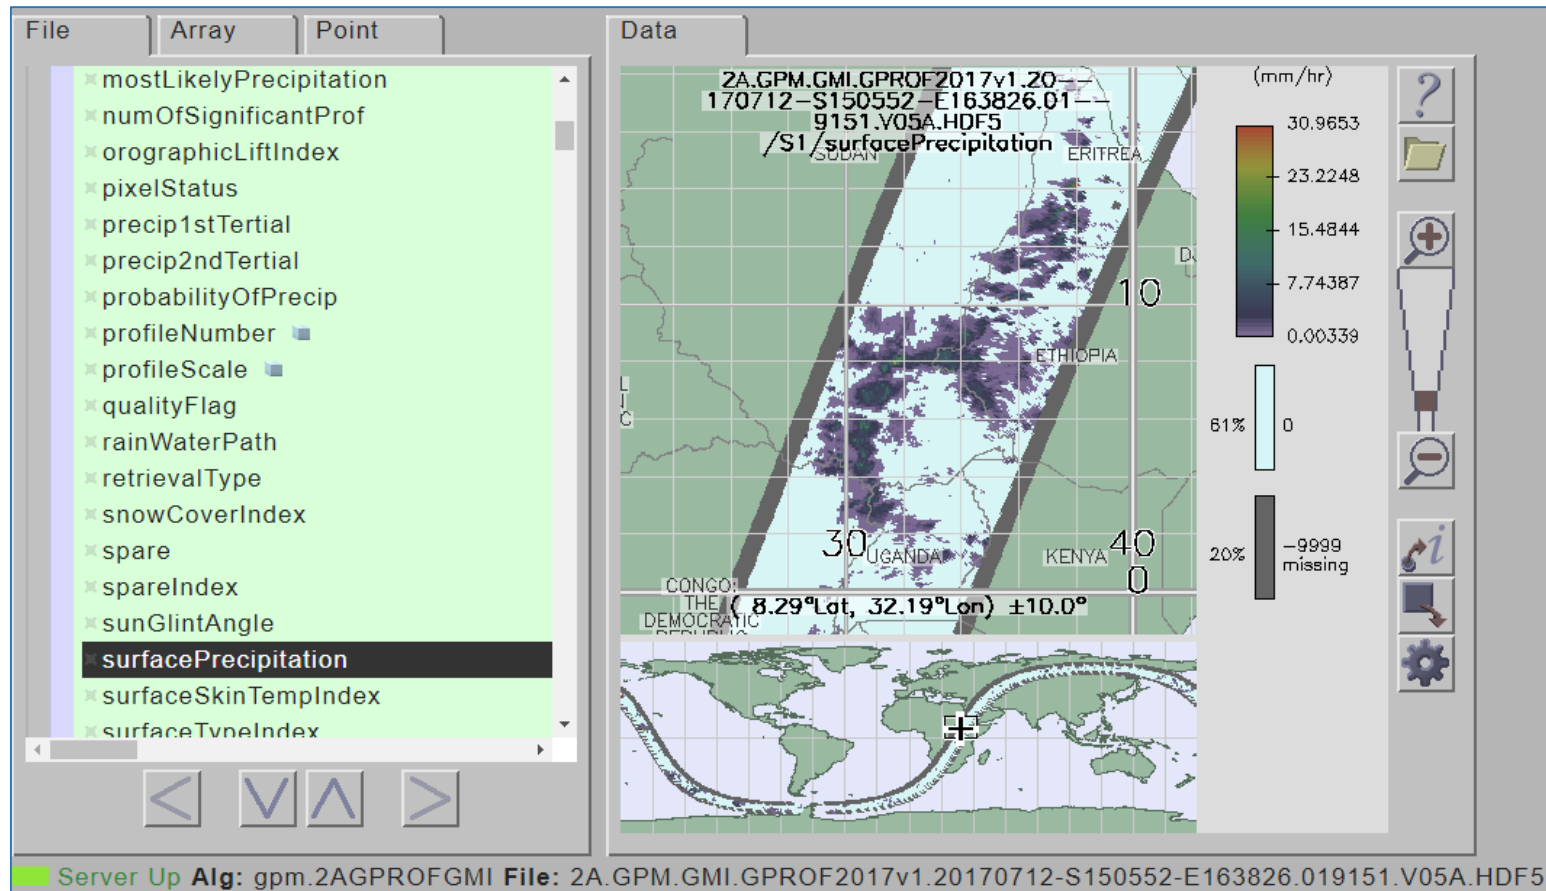 File
Array
Point
Data
mostLikelyPrecipitation
numOfSignificantProf
orographicLiftIndex
pixelStatus
precip1stTertial
precip2ndTertial
probabilityOfPrecip
profileNumber
profileScale
qualityFlag
rainWaterPath
retrievalType
snowCoverIndex
spare
spareIndex
sunGlintAngle
surfacePrecipitation
surfaceSkinTempIndex
surfaceTypeIndex
2A.GPM.GMI.GPROF2017v1.20--
170712-S150552-E163826.01--
9151.V05A.HDF5
/S1/surfacePrecipitation
SUDAN
ERITREA
DJ
10
ETHIOPIA
L
I
C
30
UGANDA
KENYA
40
0
CONGO:
THE
DEMOCRATIC
REPUBLIC
( 8.29°Lat, 32.19°Lon) ±10.0°
(mm/hr)
30.9653
23.2248
15.4844
7.74387
0.00339
61%
0
20%
-9999
missing
?
i
Server Up Alg: gpm.2AGPROFGMI File: 2A.GPM.GMI.GPROF2017v1.20170712-S150552-E163826.019151.V05A.HDF5